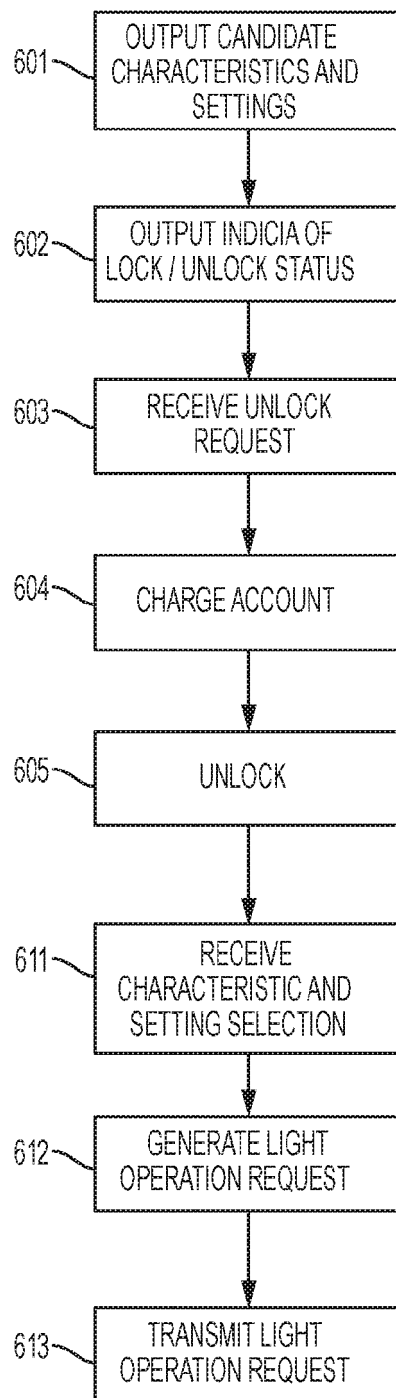 601
OUTPUT CANDIDATE
CHARACTERISTICS AND
SETTINGS
602
OUTPUT INDICIA OF
LOCK / UNLOCK STATUS
603
RECEIVE UNLOCK
REQUEST
604
CHARGE ACCOUNT
605
UNLOCK
611
RECEIVE
CHARACTERISTIC AND
SETTING SELECTION
612
GENERATE LIGHT
OPERATION REQUEST
613
TRANSMIT LIGHT
OPERATION REQUEST